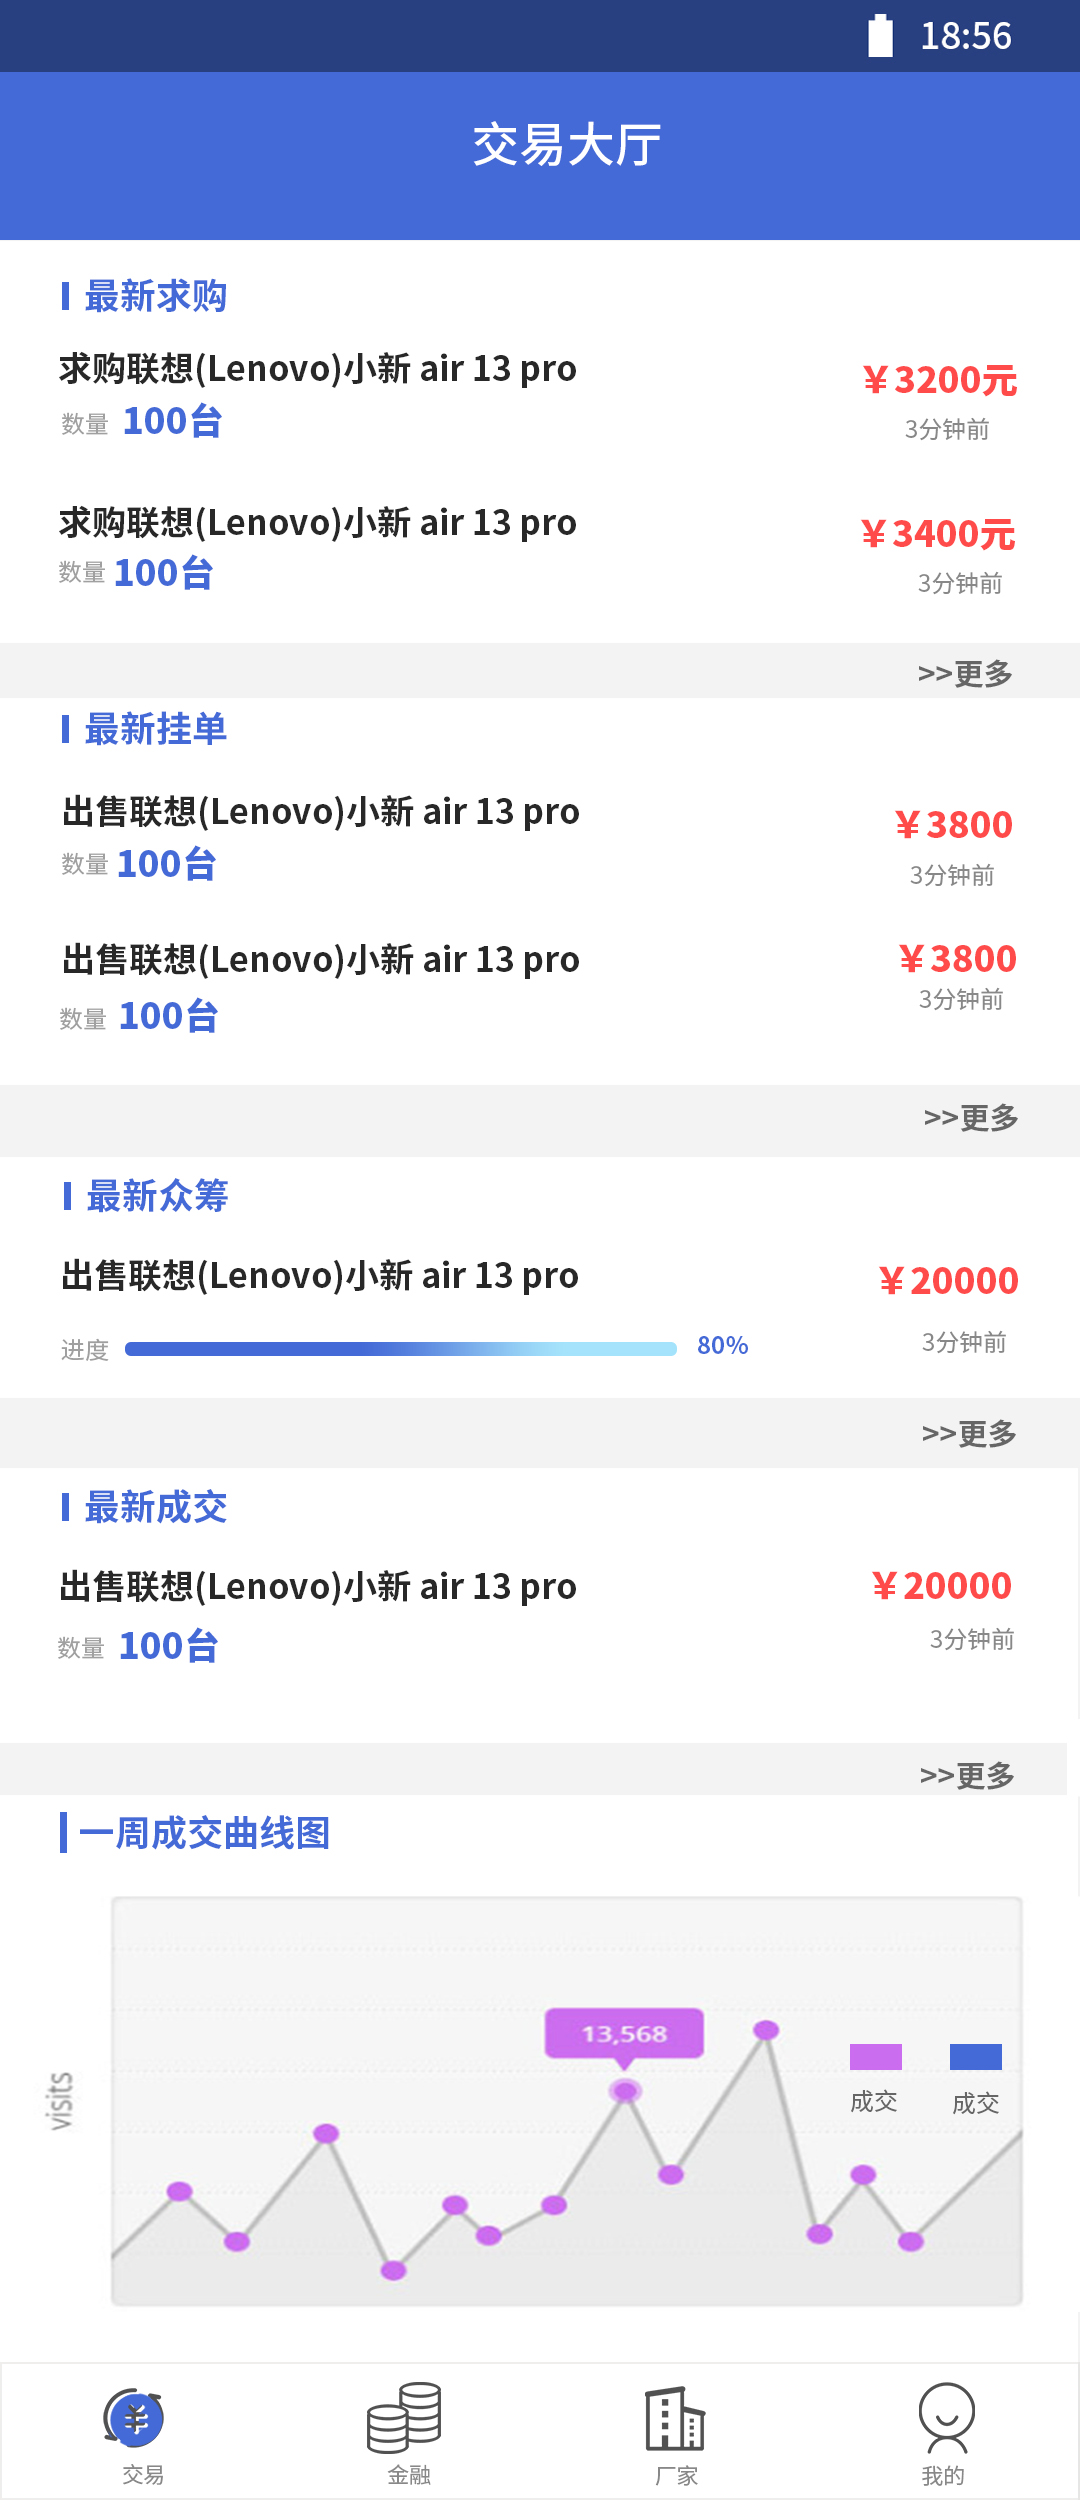 18:56
交易大厅
最新求购
求购联想(Lenovo)小新 air 13 pro
¥3200元
数量 100台
3分钟前
求购联想(Lenovo)小新 air 13 pro
¥3400元
数量 100台
3分钟前
>>更多
最新挂单
出售联想(Lenovo)小新 air 13 pro
¥3800
数量 100台
3分钟前
出售联想(Lenovo)小新 air 13 pro
¥3800
3分钟前
数量 100台
>>更多
最新众筹
出售联想(Lenovo)小新 air 13 pro
¥20000
进度
80%
3分钟前
>>更多
最新成交
出售联想(Lenovo)小新 air 13 pro
¥20000
数量 100台
3分钟前
>>更多
一周成交曲线图
13,568
visits
成交
成交
¥
交易
金融
厂家
我的